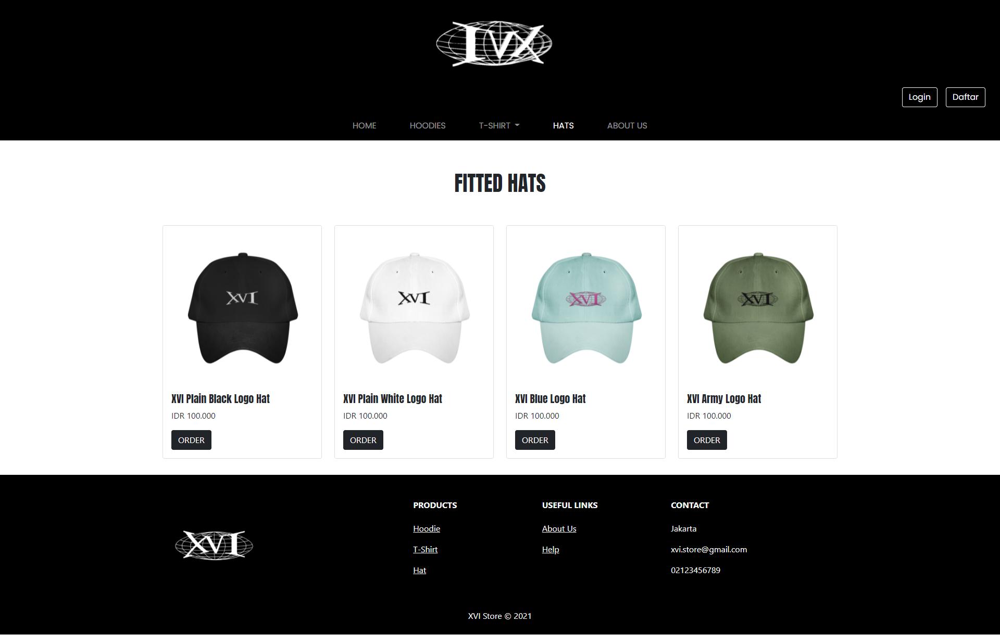 IVX
Login Daftar
HOME HOODIES T-SHIRT HATS ABOUT US
FITTED HATS
XVI XVI XVI XVI
XVI Plain Black Logo Hat
IDR 100.000
ORDER
XVI Plain White Logo Hat
IDR 100.000
ORDER
XVI Blue Logo Hat
IDR 100.000
ORDER
XVI Army Logo Hat
IDR 100.000
ORDER
XVI
PRODUCTS
Hoodie
T-Shirt
Hat
USEFUL LINKS
About Us
Help
CONTACT
Jakarta
xvi.store@gmail.com
02123456789
XVI Store © 2021